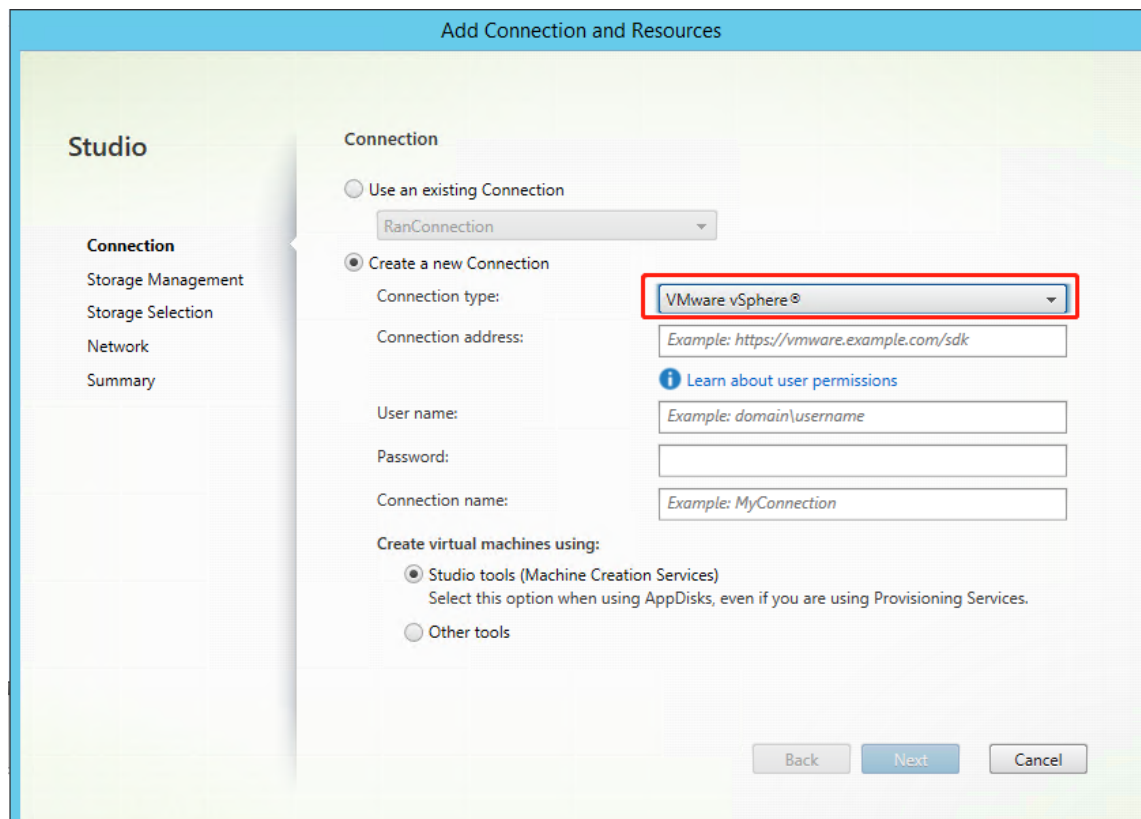 Add Connection and Resources
Studio
Connection
Storage Management
Storage Selection
Network
Summary
Connection
Use an existing Connection
RanConnection
Create a new Connection
Connection type:
VMware vSphere®
Connection address:
Example: https://vmware.example.com/sdk
Learn about user permissions
User name:
Example: domain\username
Password:
Connection name:
Example: MyConnection
Create virtual machines using:
Studio tools (Machine Creation Services)
Select this option when using AppDisks, even if you are using Provisioning Services.
Other tools
Back
Next
Cancel